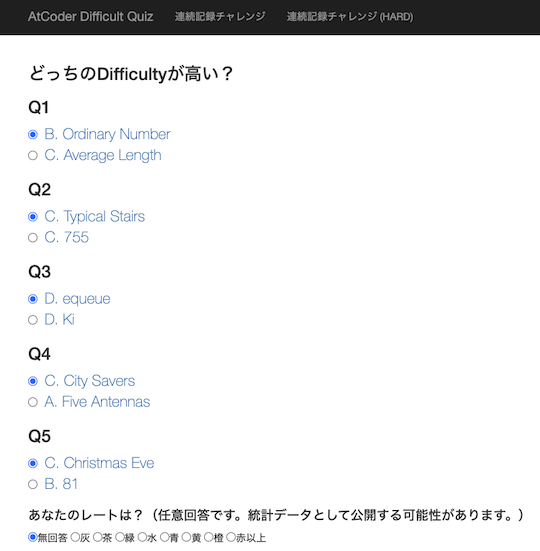 AtCoder Difficult Quiz 連続記録チャレンジ 連続記録チャレンジ (HARD)
どっちのDifficultyが高い？
Q1
B. Ordinary Number
C. Average Length
Q2
C. Typical Stairs
C. 755
Q3
D. equeue
D. Ki
Q4
C. City Savers
A. Five Antennas
Q5
C. Christmas Eve
B. 81
あなたのレートは？（任意回答です。統計データとして公開する可能性があります。）
無回答 灰 茶 緑 水 青 黄 橙 赤以上